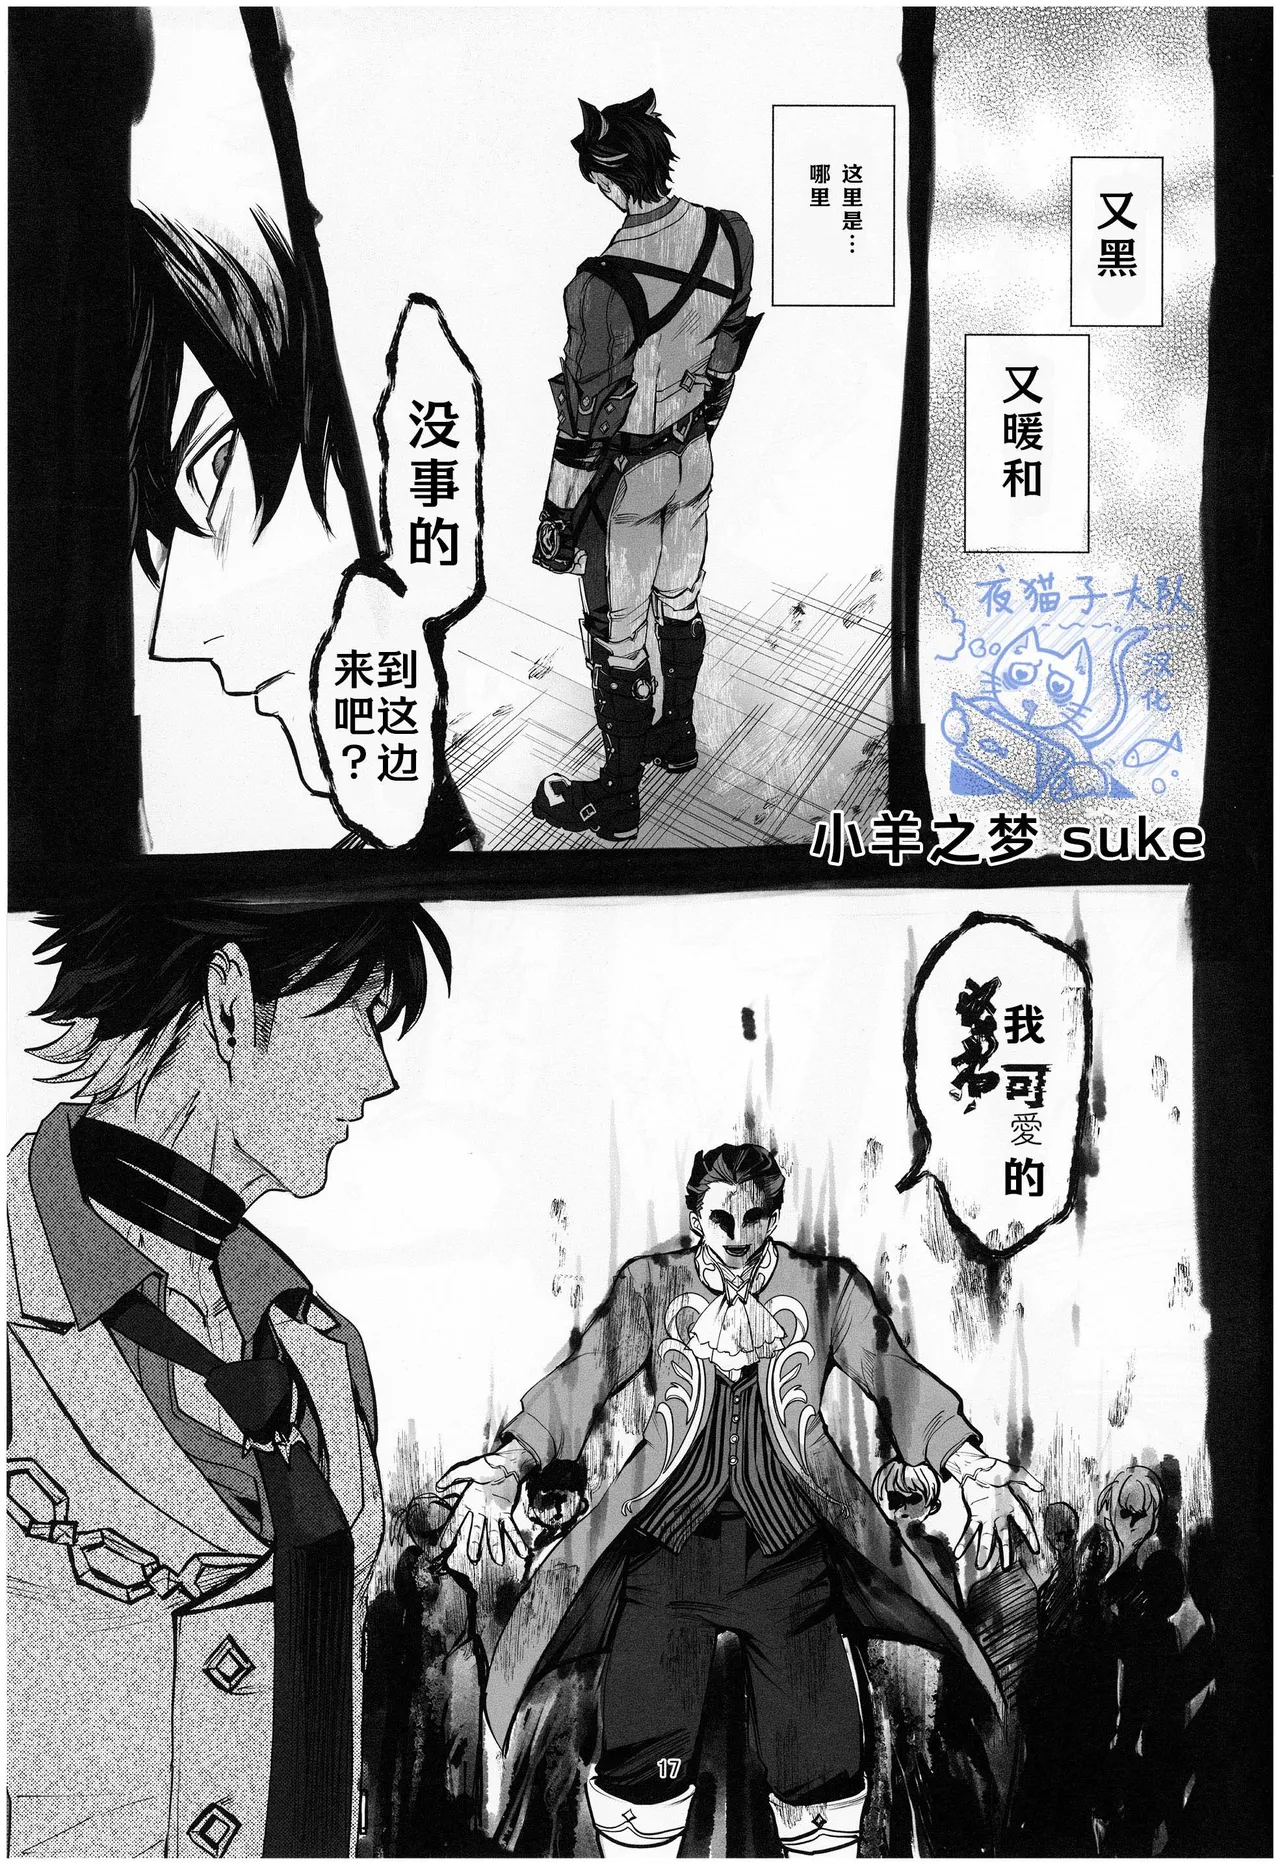 又黑
又暖和
这里是…
哪里
没事的
到这边
来吧？
夜猫子大队
汉化
小羊之梦 suke
我可愛的
17